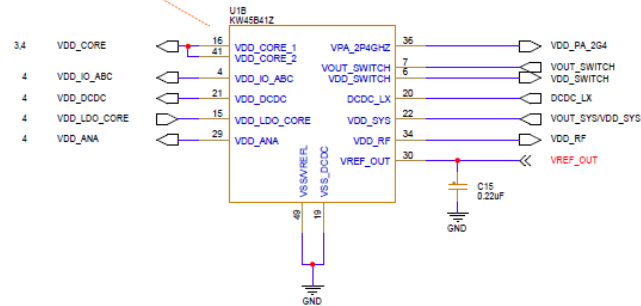 U1B
KW45B41Z
3,4 VDD_CORE 16 VDD_CORE_1 VPA_2P4GHZ 36 VDD_PA_2G4
41 VDD_CORE_2 VOUT_SWITCH 7 VOUT_SWITCH
4 VDD_IO_ABC 4 VDD_IO_ABC VDD_SWITCH 6 VDD_SWITCH
4 VDD_DCDC 21 VDD_DCDC DCDC_LX 20 DCDC_LX
4 VDD_LDO_CORE 15 VDD_LDO_CORE VDD_SYS 22 VOUT_SYS/VDD_SYS
4 VDD_ANA 29 VDD_ANA VDD_RF 34 VDD_RF
VREF_OUT 30 VREF_OUT
VSS/VREFL VSS_DCDC
49 19
C15
0.22uF
GND
GND